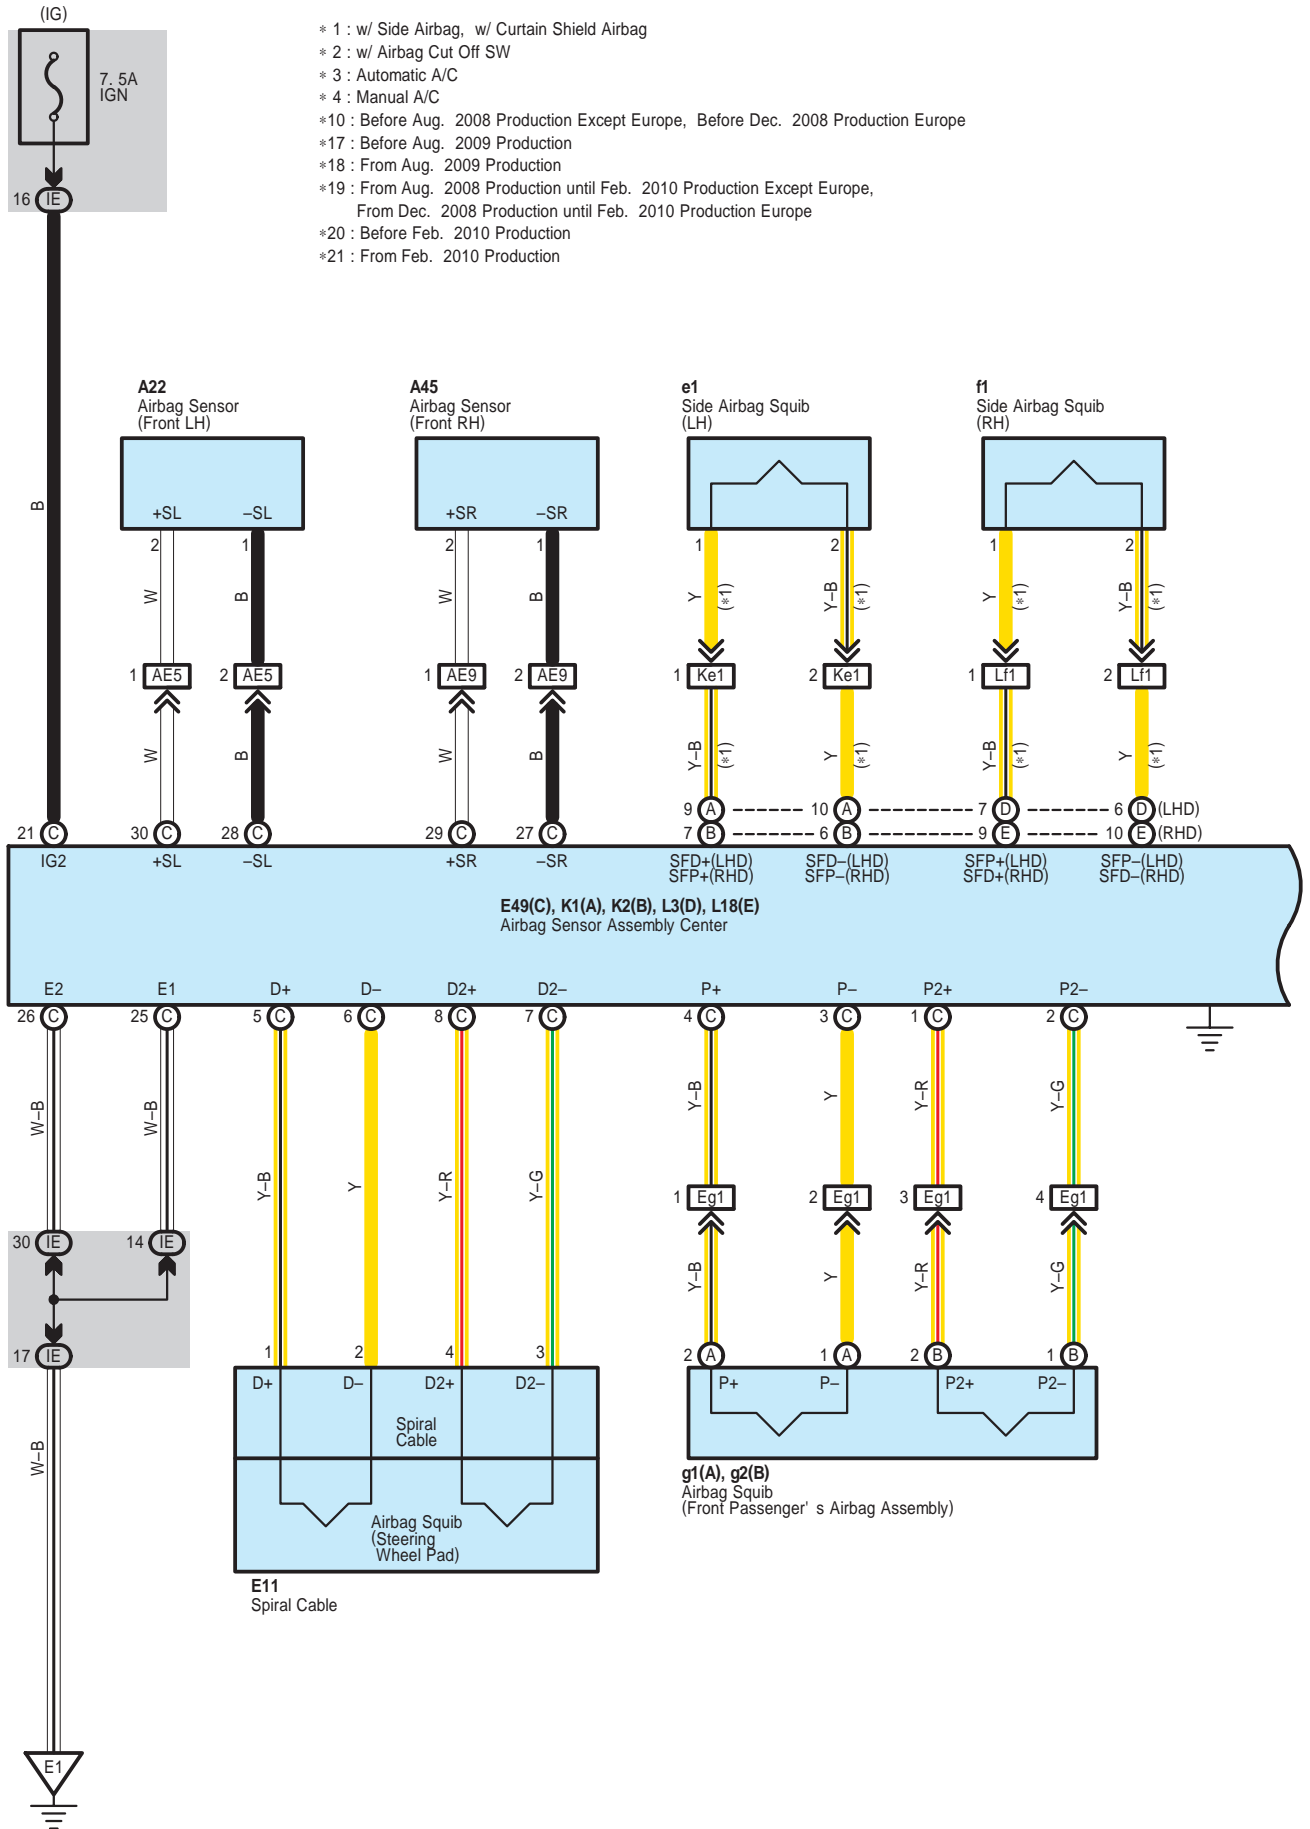 (IG)
7. 5A
IGN
16 IE
* 1 : w/ Side Airbag, w/ Curtain Shield Airbag
* 2 : w/ Airbag Cut Off SW
* 3 : Automatic A/C
* 4 : Manual A/C
*10 : Before Aug. 2008 Production Except Europe, Before Dec. 2008 Production Europe
*17 : Before Aug. 2009 Production
*18 : From Aug. 2009 Production
*19 : From Aug. 2008 Production until Feb. 2010 Production Except Europe,
From Dec. 2008 Production until Feb. 2010 Production Europe
*20 : Before Feb. 2010 Production
*21 : From Feb. 2010 Production
A22 A45 e1 f1
Airbag Sensor Airbag Sensor Side Airbag Squib Side Airbag Squib
(Front LH) (Front RH) (LH) (RH)
B +SL –SL +SR –SR
2 1 2 1 1 2 1 2
W B W B Y (*1) Y–B (*1) Y (*1) Y–B (*1)
1 AE5 2 AE5 1 AE9 2 AE9 1 Ke1 2 Ke1 1 Lf1 2 Lf1
W B W B Y–B (*1) Y (*1) Y–B (*1) Y (*1)
9 A 10 A 7 D 6 D (LHD)
21 C 30 C 28 C 29 C 27 C 7 B 6 B 9 E 10 E (RHD)
IG2 +SL –SL +SR –SR SFD+(LHD) SFD–(LHD) SFP+(LHD) SFP–(LHD)
SFP+(RHD) SFP–(RHD) SFD+(RHD) SFD–(RHD)
E49(C), K1(A), K2(B), L3(D), L18(E)
Airbag Sensor Assembly Center
E2 E1 D+ D– D2+ D2– P+ P– P2+ P2–
26 C 25 C 5 C 6 C 8 C 7 C 4 C 3 C 1 C 2 C
W–B W–B Y–B Y Y–R Y–G
Y–B Y Y–R Y–G
1 Eg1 2 Eg1 3 Eg1 4 Eg1
30 IE 14 IE
Y–B Y Y–R Y–G
17 IE 1 2 4 3 2 A 1 A 2 B 1 B
D+ D– D2+ D2– P+ P– P2+ P2–
Spiral
Cable
W–B
g1(A), g2(B)
Airbag Squib
(Front Passenger' s Airbag Assembly)
Airbag Squib
(Steering
Wheel Pad)
E11
Spiral Cable
E1